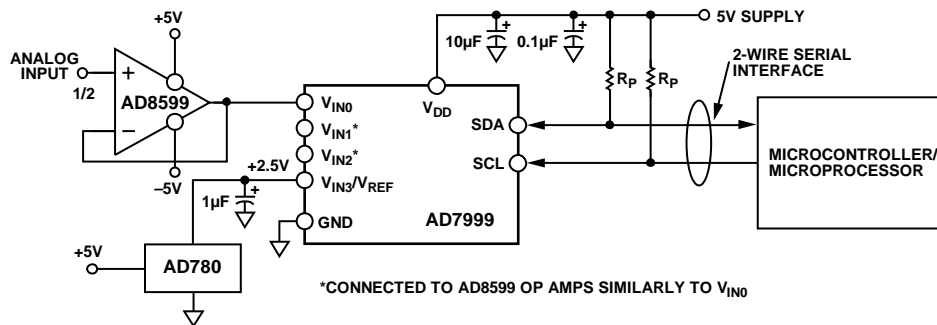 +5V
ANALOG
INPUT
1/2
+
AD8599
−
–5V
10µF
+
0.1µF
+
5V SUPPLY
RP
RP
2-WIRE SERIAL
INTERFACE
VDD
VIN0
VIN1*
VIN2*
VIN3/VREF
GND
SDA
SCL
AD7999
MICROCONTROLLER/
MICROPROCESSOR
+2.5V
1µF
+
+5V
AD780
*CONNECTED TO AD8599 OP AMPS SIMILARLY TO VIN0